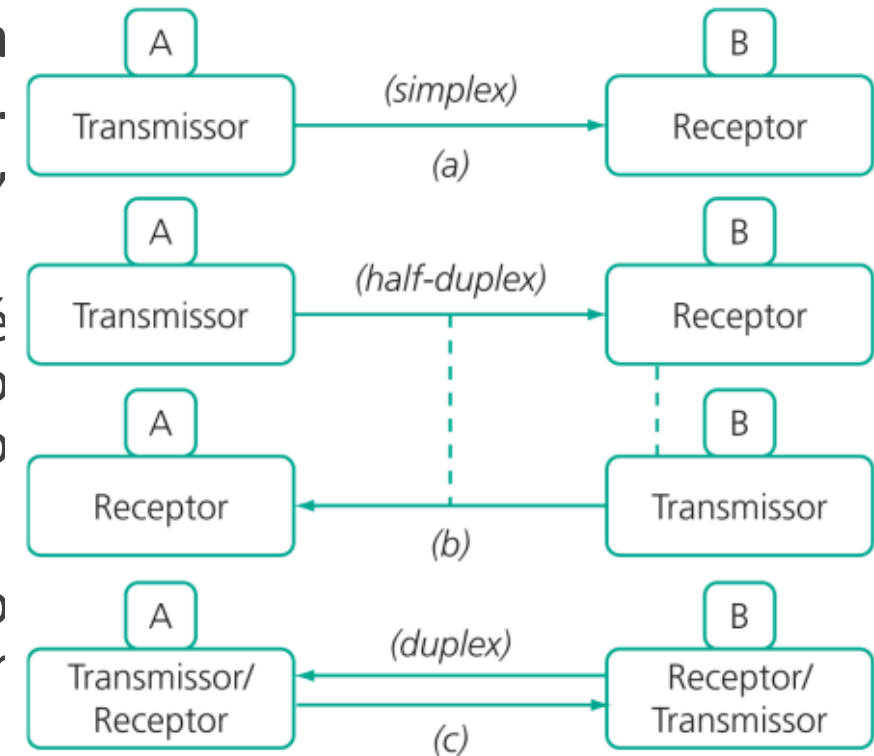 A B
Transmissor (simplex) Receptor
(a)
A B
Transmissor (half-duplex) Receptor
A B
Receptor Transmissor
(b)
A B
(duplex)
Transmissor/ Receptor/
Receptor Transmissor
(c)